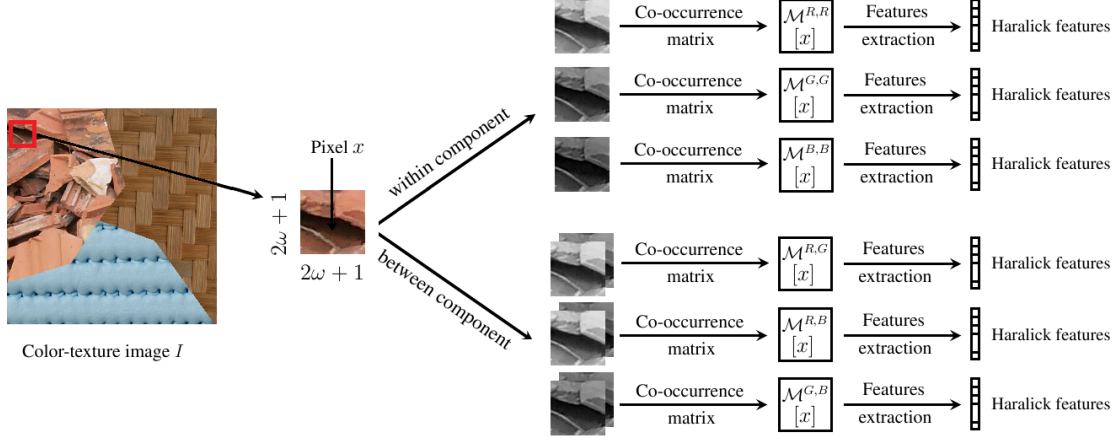 Co-occurrence
matrix
ℳ^{R,R}
[x]
Features
extraction
Haralick features
Co-occurrence
matrix
ℳ^{G,G}
[x]
Features
extraction
Haralick features
Co-occurrence
matrix
ℳ^{B,B}
[x]
Features
extraction
Haralick features
Pixel x
within component
2ω + 1
2ω + 1
between component
Color-texture image I
Co-occurrence
matrix
ℳ^{R,G}
[x]
Features
extraction
Haralick features
Co-occurrence
matrix
ℳ^{R,B}
[x]
Features
extraction
Haralick features
Co-occurrence
matrix
ℳ^{G,B}
[x]
Features
extraction
Haralick features